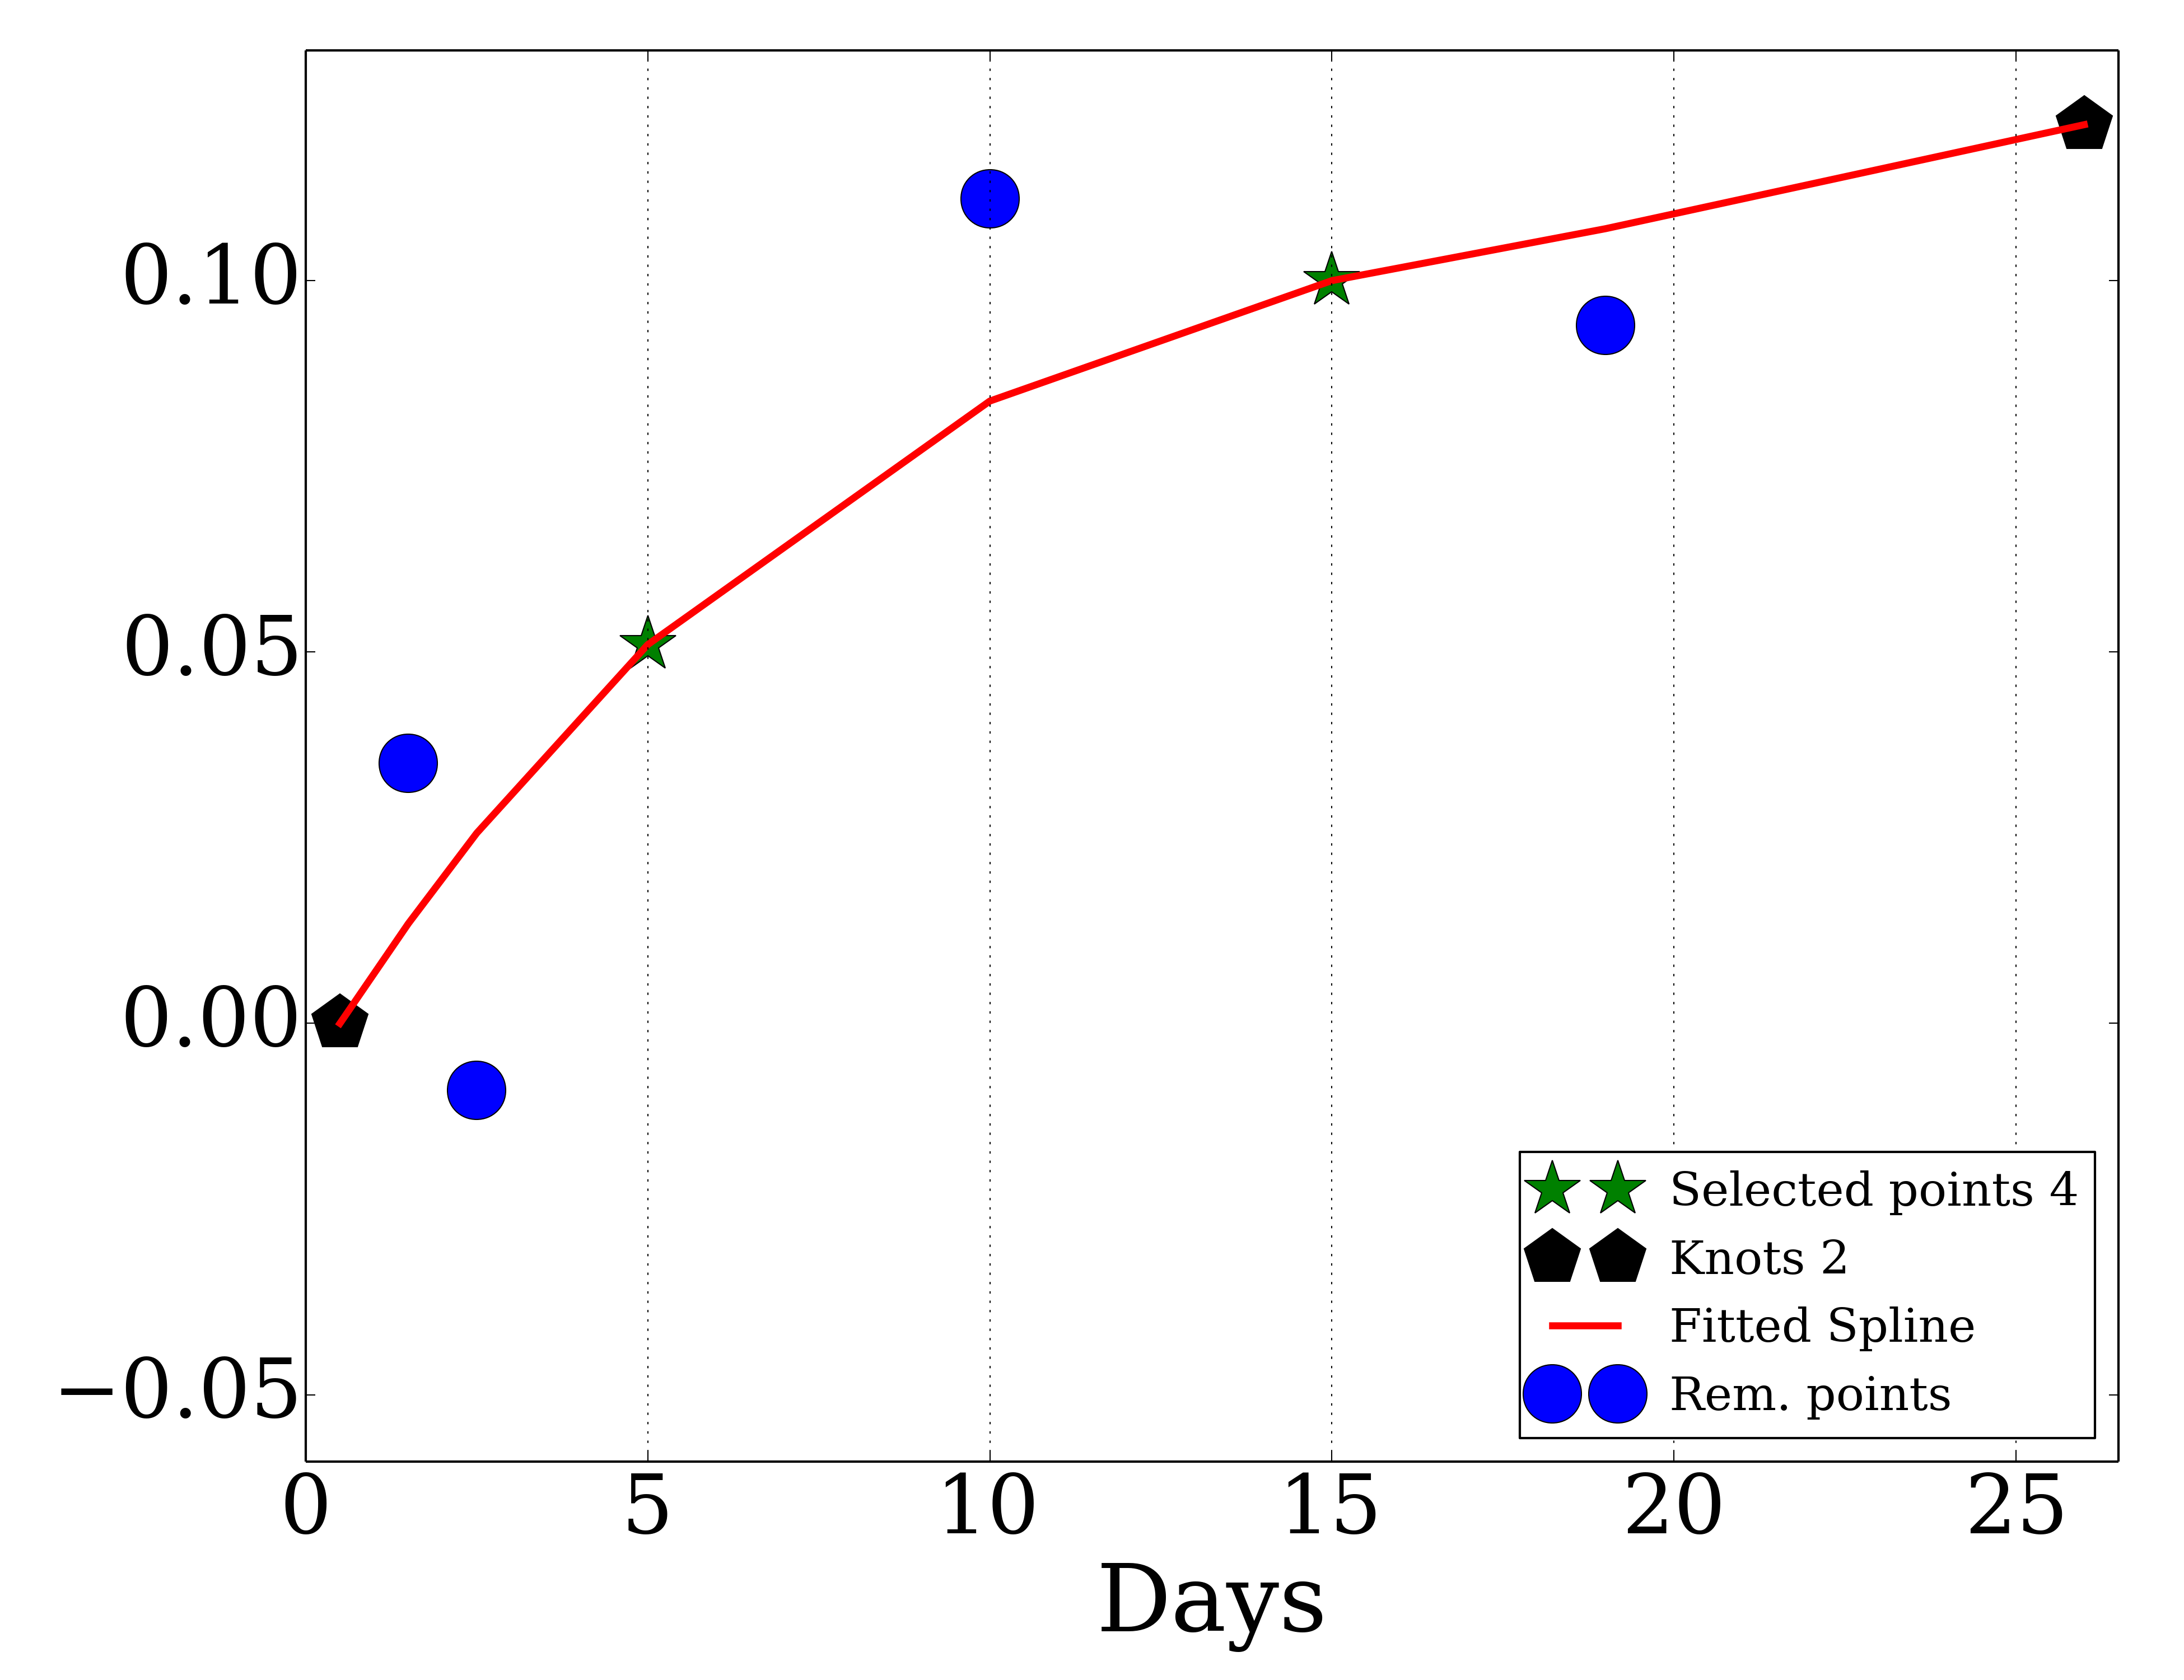 0.10
0.05
0.00
−0.05
0 5 10 15 20 25
Days
Selected points 4
Knots 2
Fitted Spline
Rem. points